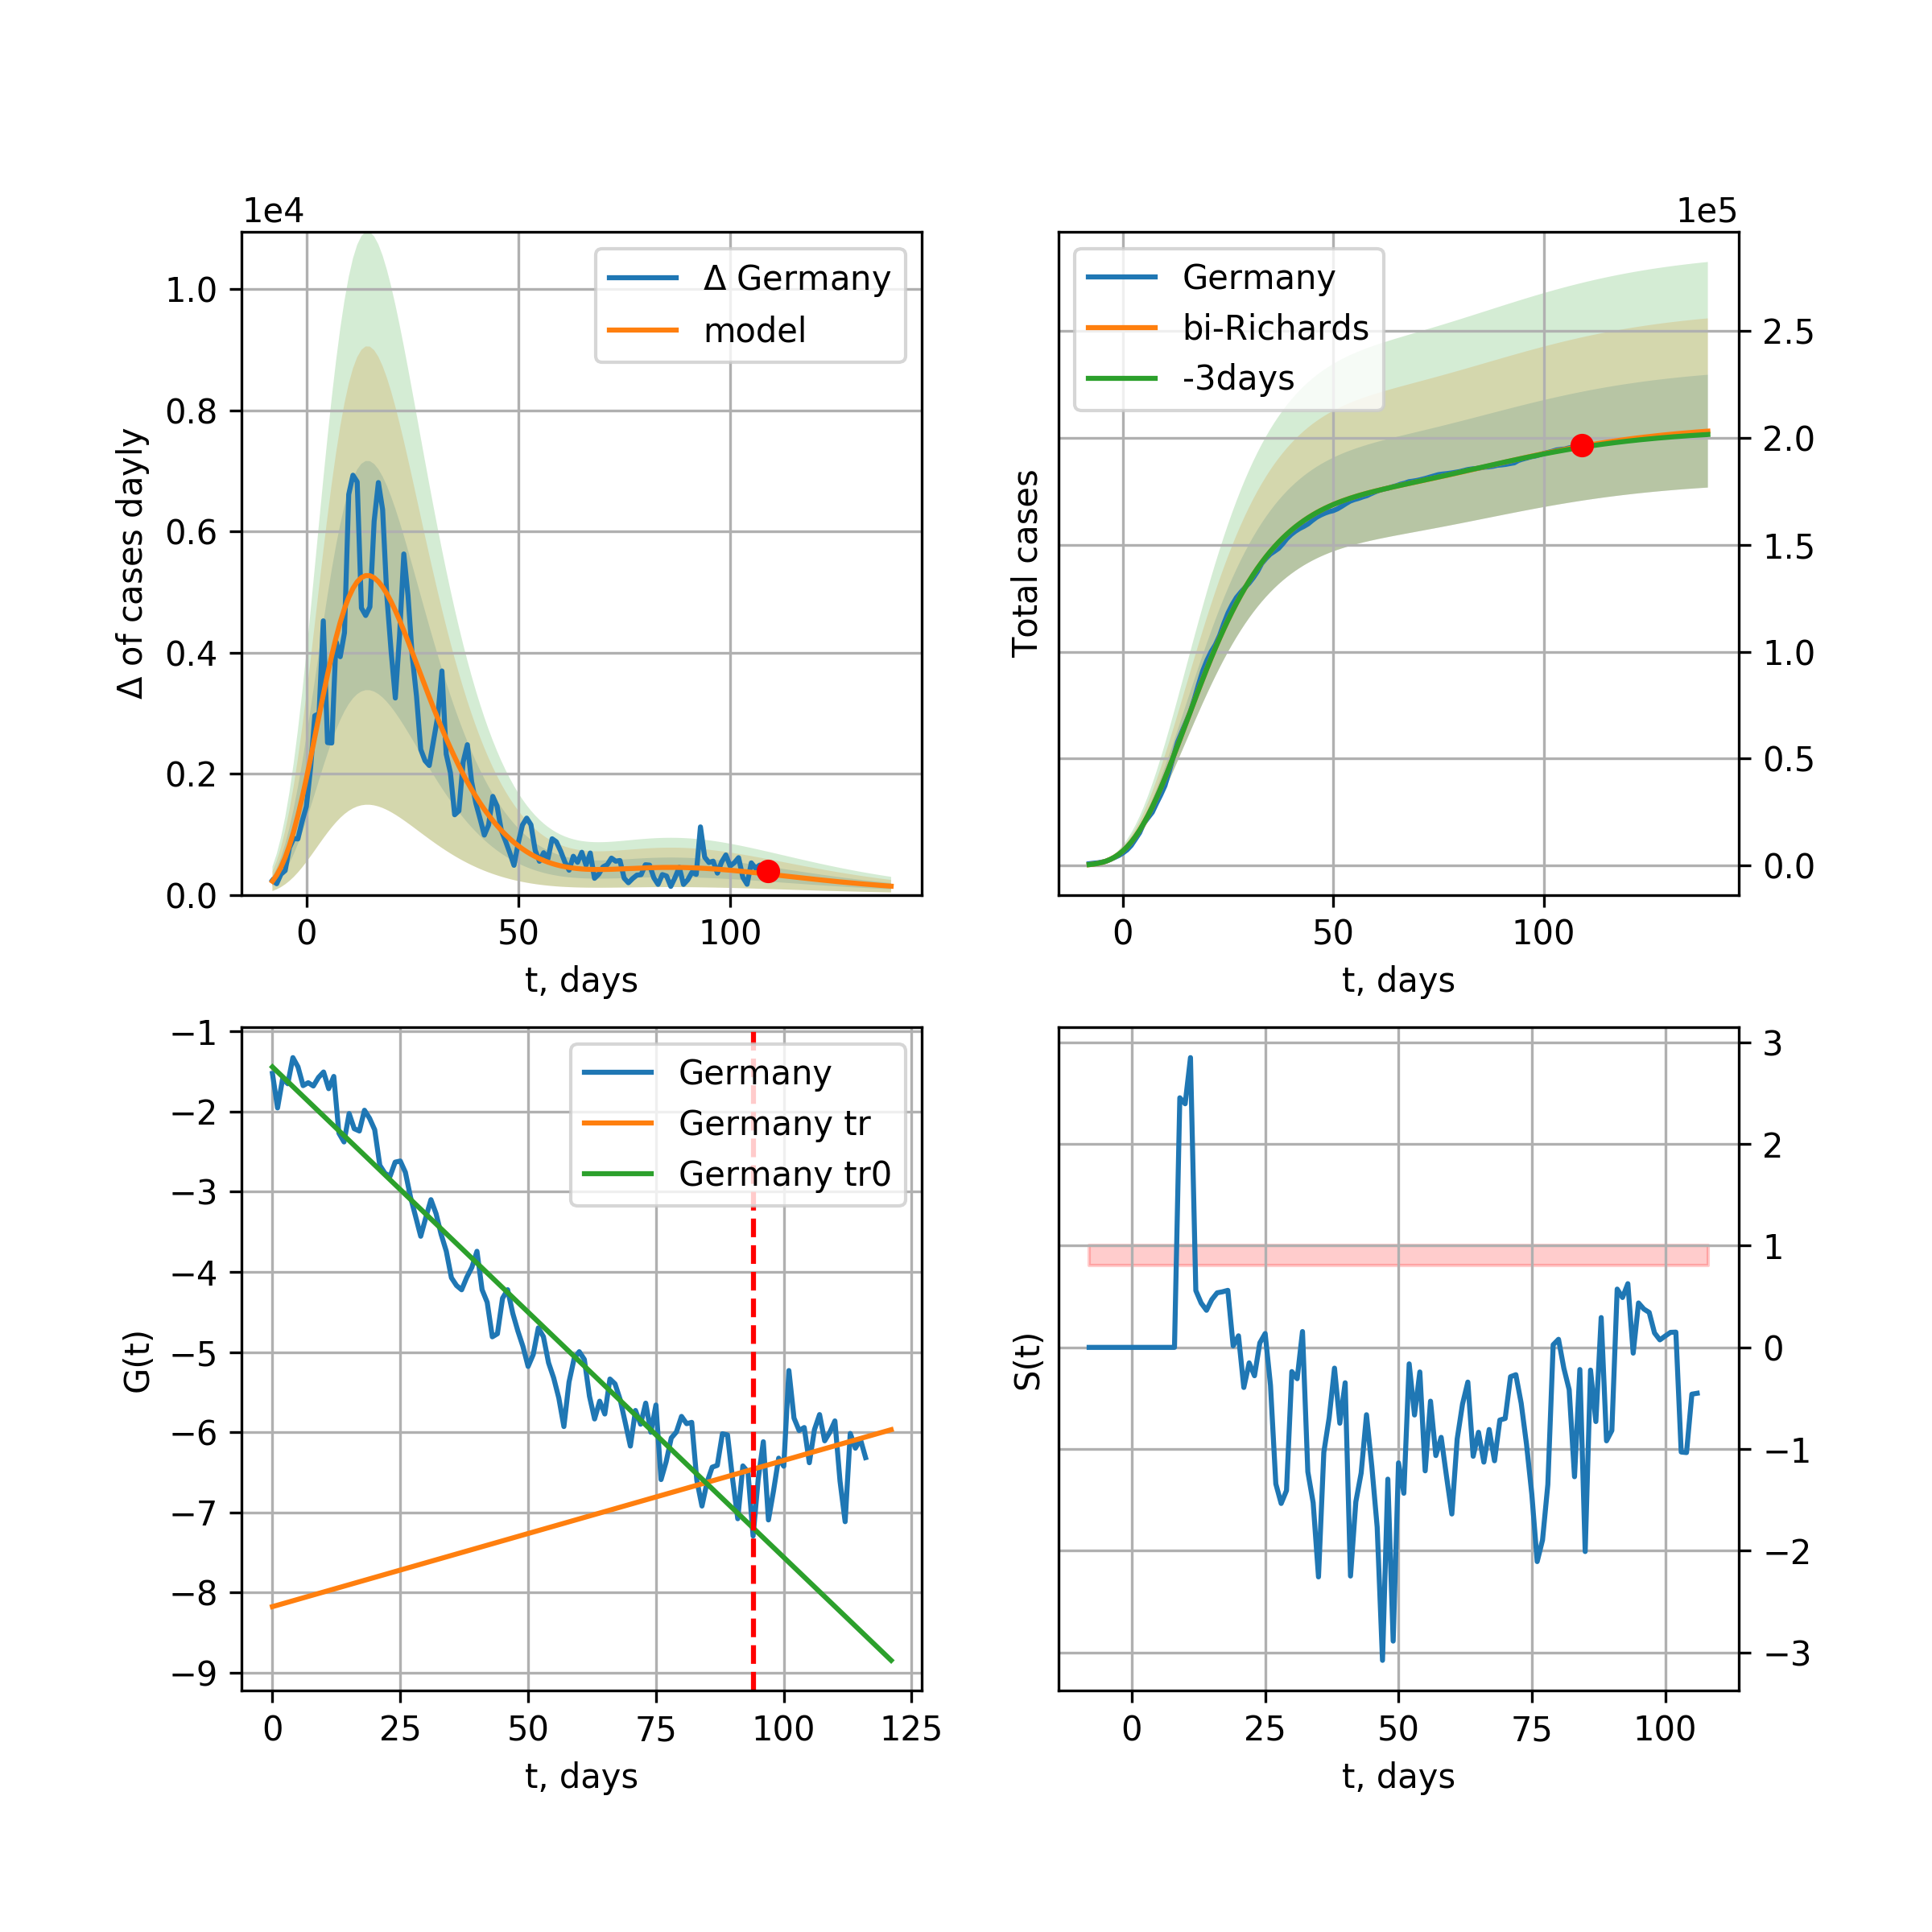 1e4
Δ of cases dayly
1.0
0.8
0.6
0.4
0.2
0.0
0 50 100
t, days
Δ Germany
model
1e5
Total cases
2.5
2.0
1.5
1.0
0.5
0.0
0 50 100
t, days
Germany
bi-Richards
-3days
G(t)
−1
−2
−3
−4
−5
−6
−7
−8
−9
0 25 50 75 100 125
t, days
Germany
Germany tr
Germany tr0
S(t)
3
2
1
0
−1
−2
−3
0 25 50 75 100
t, days